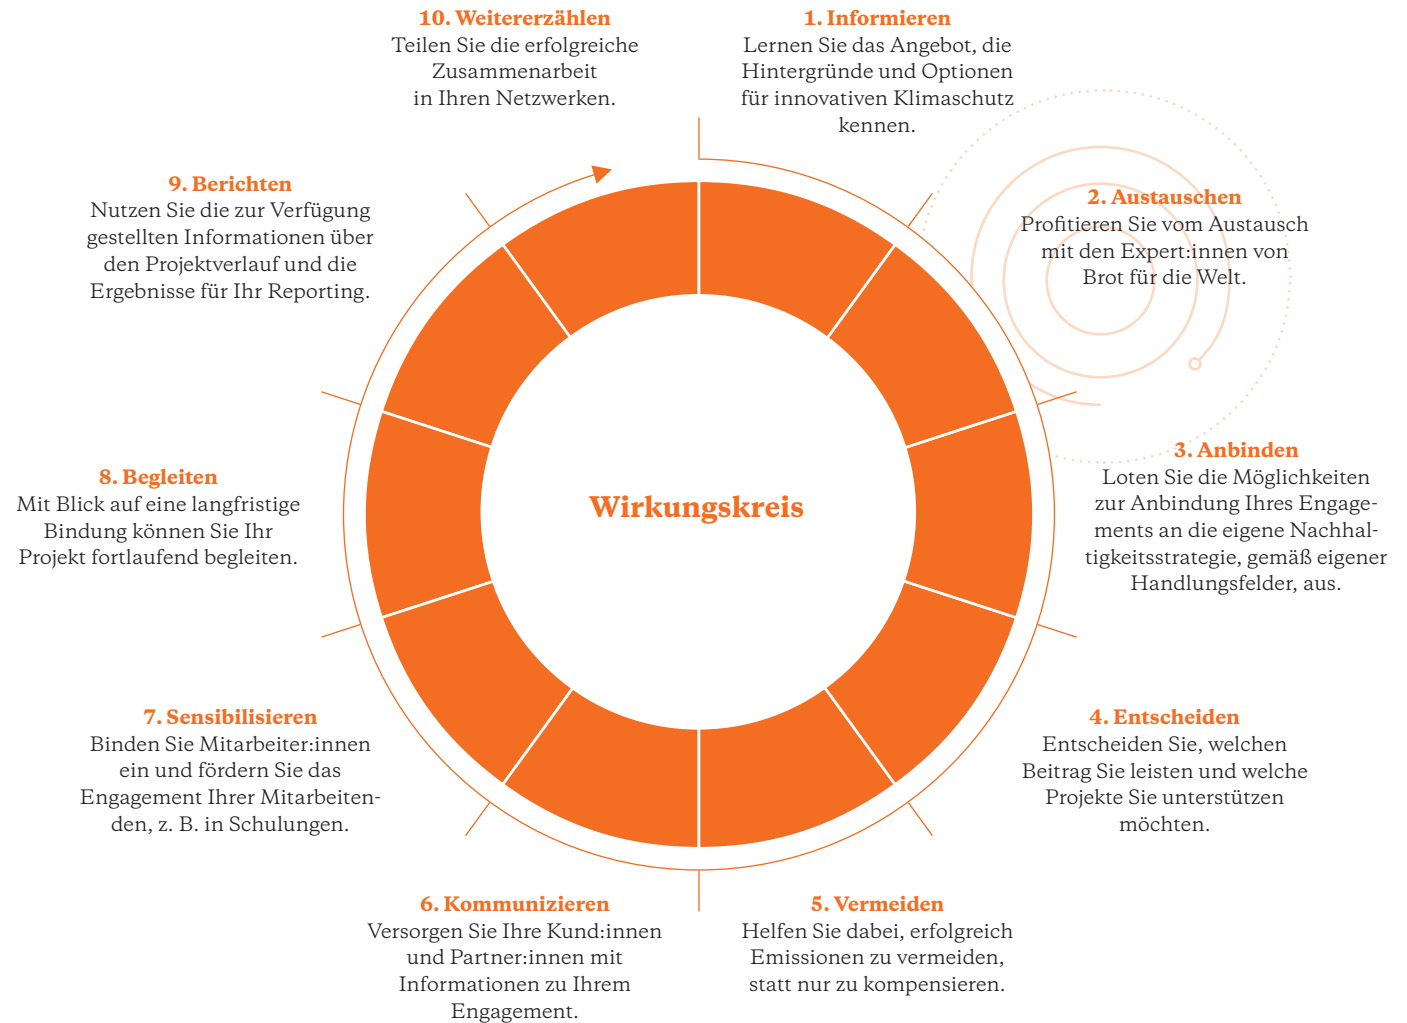 1. Informieren
Lernen Sie das Angebot, die
Hintergründe und Optionen
für innovativen Klimaschutz
kennen.
2. Austauschen
Profitieren Sie vom Austausch
mit den Expert:innen von
Brot für die Welt.
3. Anbinden
Loten Sie die Möglichkeiten
zur Anbindung Ihres Engage-
ments an die eigene Nachhal-
tigkeitsstrategie, gemäß eigener
Handlungsfelder, aus.
4. Entscheiden
Entscheiden Sie, welchen
Beitrag Sie leisten und welche
Projekte Sie unterstützen
möchten.
5. Vermeiden
Helfen Sie dabei, erfolgreich
Emissionen zu vermeiden,
statt nur zu kompensieren.
6. Kommunizieren
Versorgen Sie Ihre Kund:innen
und Partner:innen mit
Informationen zu Ihrem
Engagement.
7. Sensibilisieren
Binden Sie Mitarbeiter:innen
ein und fördern Sie das
Engagement Ihrer Mitarbeiten-
den, z. B. in Schulungen.
8. Begleiten
Mit Blick auf eine langfristige
Bindung können Sie Ihr
Projekt fortlaufend begleiten.
9. Berichten
Nutzen Sie die zur Verfügung
gestellten Informationen über
den Projektverlauf und die
Ergebnisse für Ihr Reporting.
10. Weitererzählen
Teilen Sie die erfolgreiche
Zusammenarbeit
in Ihren Netzwerken.
Wirkungskreis